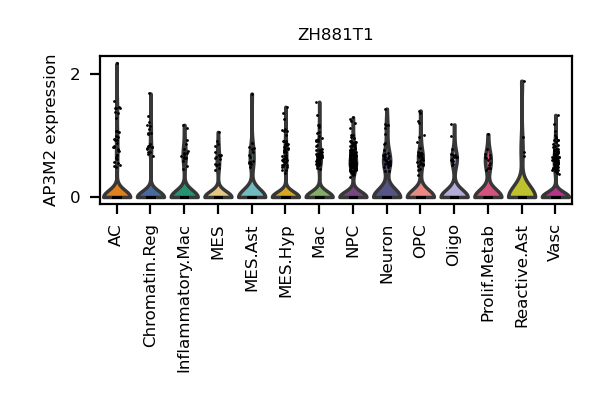 ZH881T1
AP3M2 expression
2
0
AC
Chromatin.Reg
Inflammatory.Mac
MES
MES.Ast
MES.Hyp
Mac
NPC
Neuron
OPC
Oligo
Prolif.Metab
Reactive.Ast
Vasc